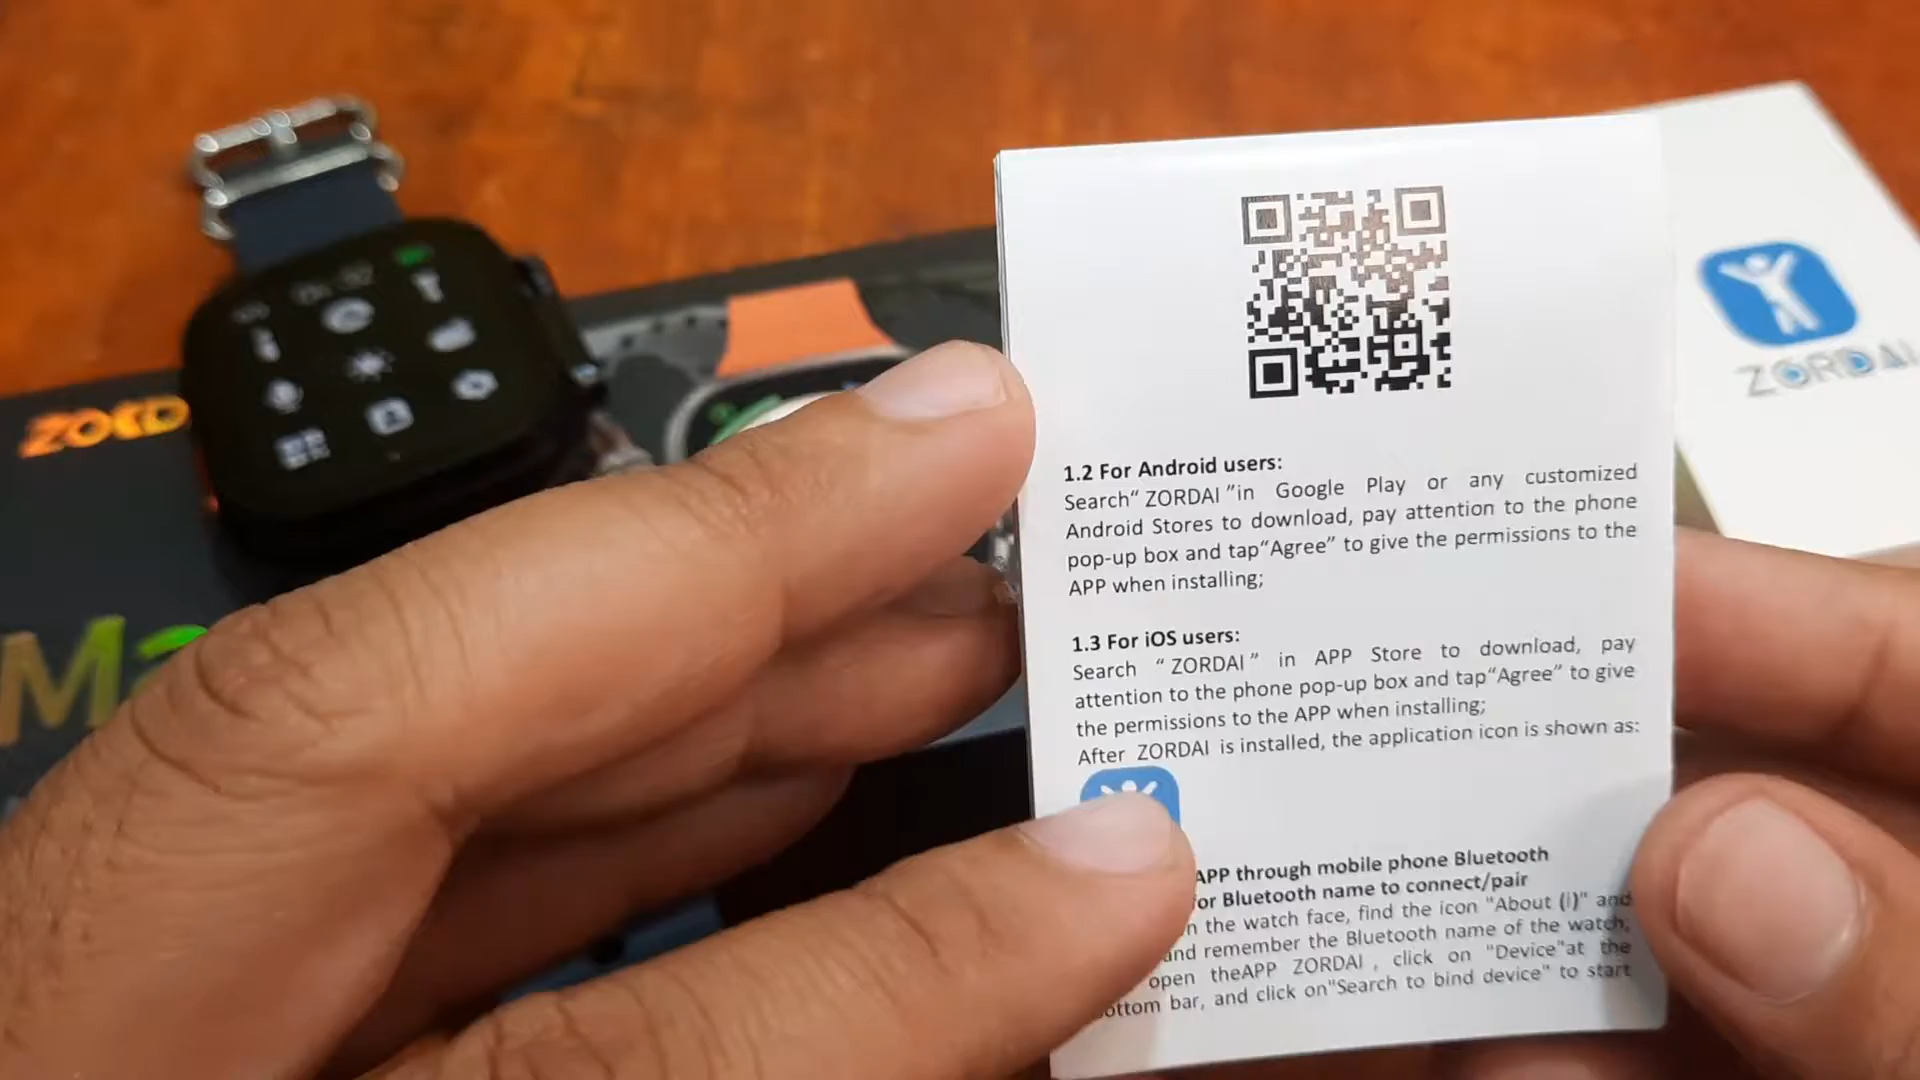 ZORDAI
1.2 For Android users:
Search“ ZORDAI ”in Google Play or any customized
Android Stores to download, pay attention to the phone
pop-up box and tap“Agree” to give the permissions to the
APP when installing;
1.3 For iOS users:
Search “ ZORDAI ” in APP Store to download, pay
attention to the phone pop-up box and tap“Agree” to give
the permissions to the APP when installing;
After ZORDAI is installed, the application icon is shown as:
APP through mobile phone Bluetooth
for Bluetooth name to connect/pair
the watch face, find the icon "About (i)" and
and remember the Bluetooth name of the watch,
open theAPP ZORDAI , click on "Device"at the
bar, and click on"Search to bind device" to start